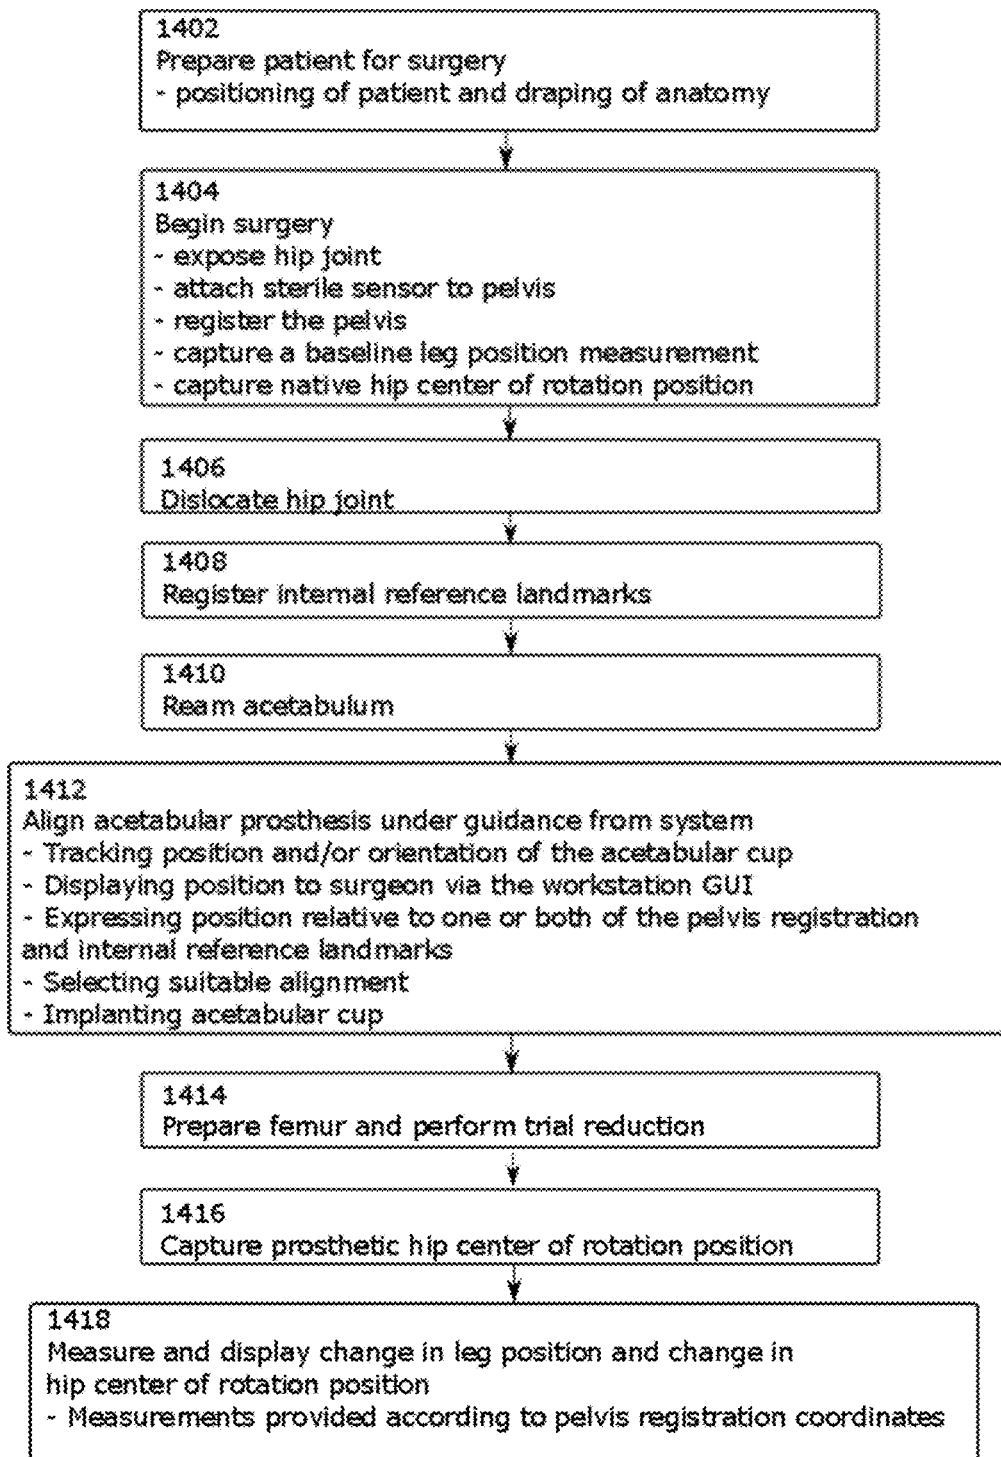 1402
Prepare patient for surgery
- positioning of patient and draping of anatomy
1404
Begin surgery
- expose hip joint
- attach sterile sensor to pelvis
- register the pelvis
- capture a baseline leg position measurement
- capture native hip center of rotation position
1406
Dislocate hip joint
1408
Register internal reference landmarks
1410
Ream acetabulum
1412
Align acetabular prosthesis under guidance from system
- Tracking position and/or orientation of the acetabular cup
- Displaying position to surgeon via the workstation GUI
- Expressing position relative to one or both of the pelvis registration
and internal reference landmarks
- Selecting suitable alignment
- Implanting acetabular cup
1414
Prepare femur and perform trial reduction
1416
Capture prosthetic hip center of rotation position
1418
Measure and display change in leg position and change in
hip center of rotation position
- Measurements provided according to pelvis registration coordinates